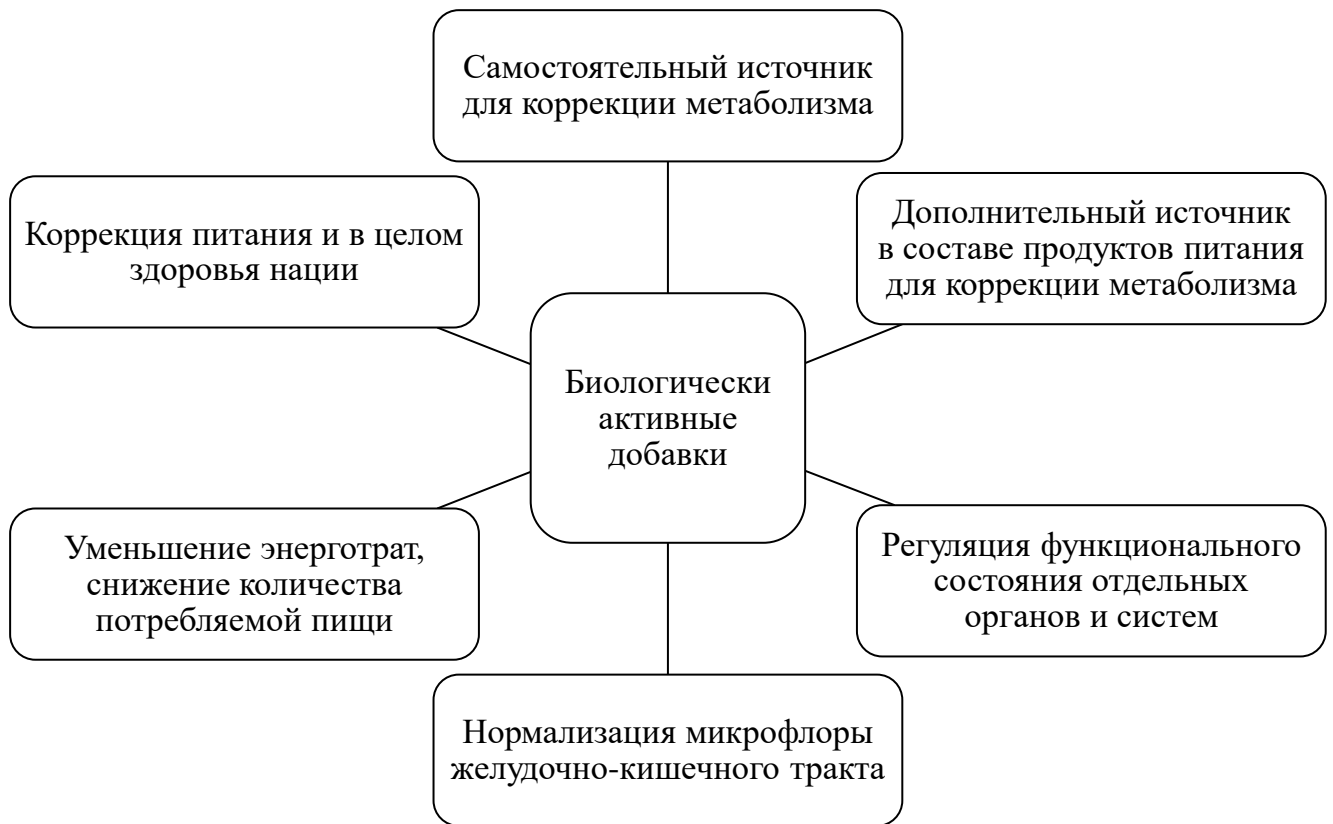 Самостоятельный источник
для коррекции метаболизма
Коррекция питания и в целом
здоровья нации
Дополнительный источник
в составе продуктов питания
для коррекции метаболизма
Биологически
активные
добавки
Уменьшение энерготрат,
снижение количества
потребляемой пищи
Регуляция функционального
состояния отдельных
органов и систем
Нормализация микрофлоры
желудочно-кишечного тракта